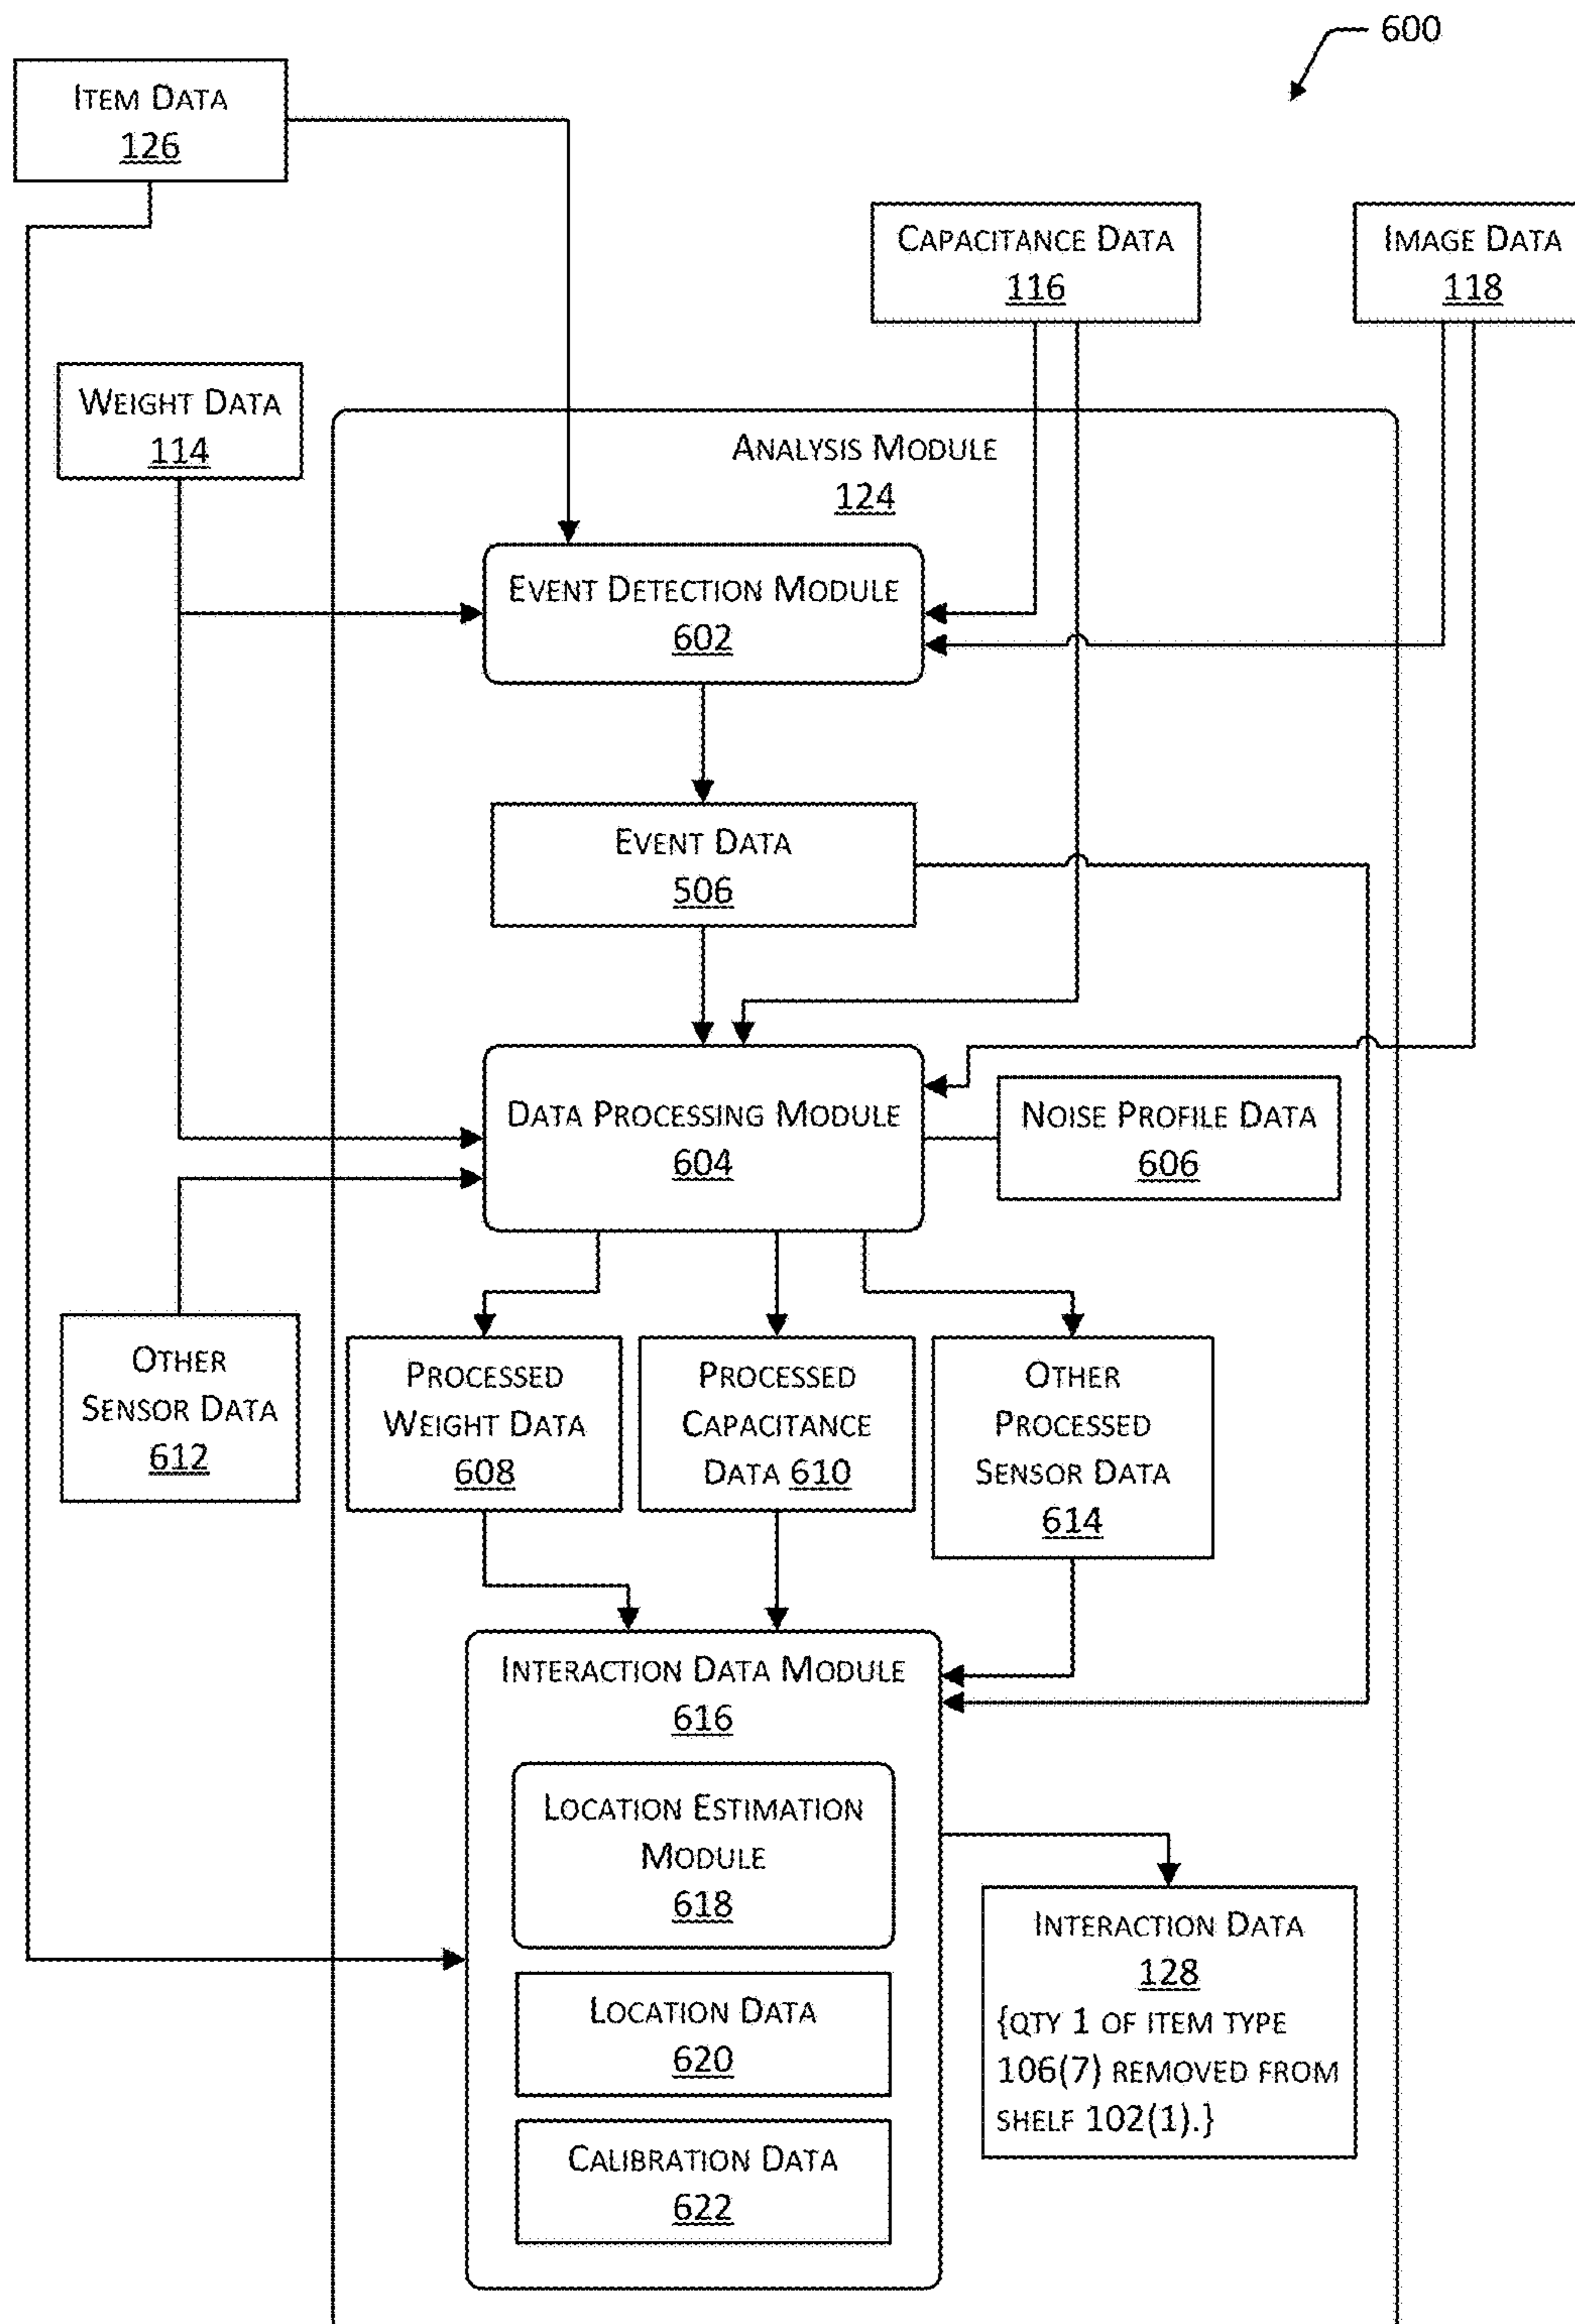 600
ITEM DATA
126
CAPACITANCE DATA
116
IMAGE DATA
118
WEIGHT DATA
114
ANALYSIS MODULE
124
EVENT DETECTION MODULE
602
EVENT DATA
506
DATA PROCESSING MODULE
604
NOISE PROFILE DATA
606
OTHER
SENSOR DATA
612
PROCESSED
WEIGHT DATA
608
PROCESSED
CAPACITANCE
DATA 610
OTHER
PROCESSED
SENSOR DATA
614
INTERACTION DATA MODULE
616
LOCATION ESTIMATION
MODULE
618
LOCATION DATA
620
CALIBRATION DATA
622
INTERACTION DATA
128
{QTY 1 OF ITEM TYPE
106(7) REMOVED FROM
SHELF 102(1).}